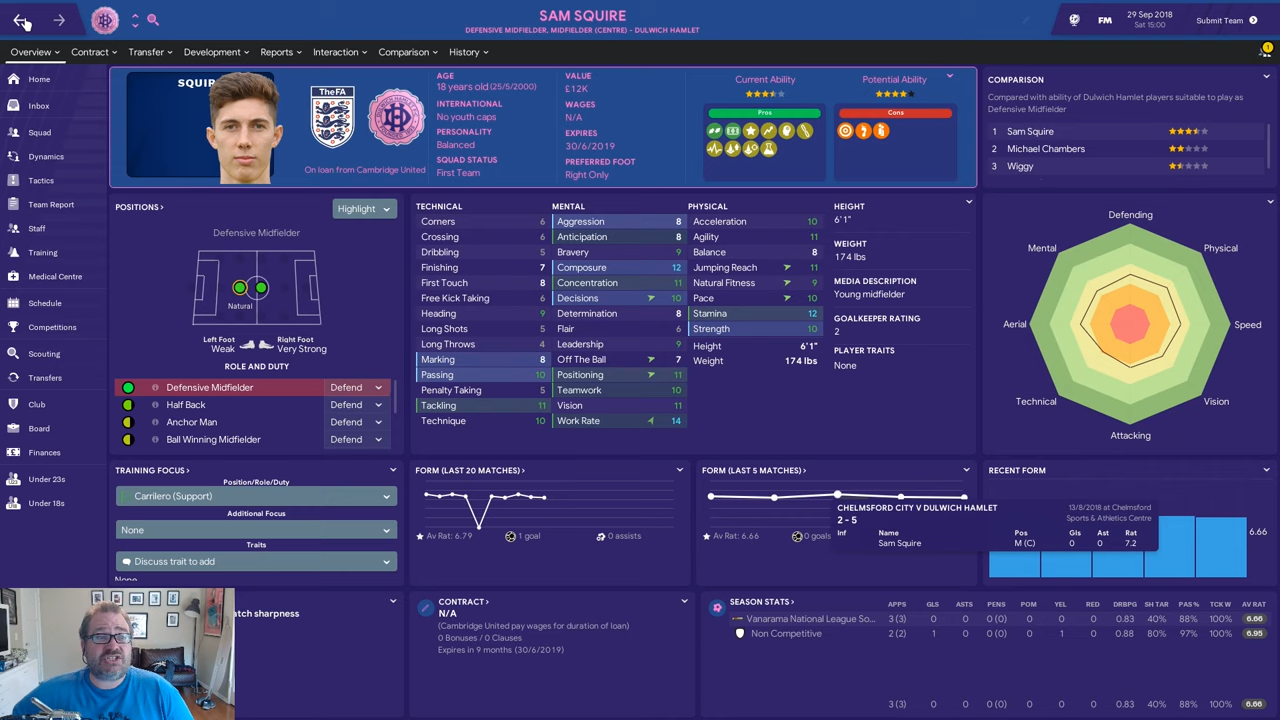 SAM SQUIRE
DEFENSIVE MIDFIELDER, MIDFIELDER (CENTRE) - DULWICH HAMLET
FM
29 Sep 2018
Sat 15:00
Submit Team
Overview
Contract
Transfer
Development
Reports
Interaction
Comparison
History
1
Home
Inbox
Squad
Dynamics
Tactics
Team Report
Staff
Training
Medical Centre
Schedule
Competitions
Scouting
Transfers
Club
Board
Finances
Under 23s
Under 18s
SQUIR
TheFA
On loan from Cambridge United
AGE
18 years old (25/5/2000)
INTERNATIONAL
No youth caps
PERSONALITY
Balanced
SQUAD STATUS
First Team
VALUE
£12K
WAGES
N/A
EXPIRES
30/6/2019
PREFERRED FOOT
Right Only
Current Ability
Pros
Potential Ability
Cons
COMPARISON
Compared with ability of Dulwich Hamlet players suitable to play as
Defensive Midfielder
1 Sam Squire
2 Michael Chambers
3 Wiggy
POSITIONS
Highlight
Defensive Midfielder
Natural
Left Foot
Weak
Right Foot
Very Strong
ROLE AND DUTY
Defensive Midfielder Defend
Half Back Defend
Anchor Man Defend
Ball Winning Midfielder Defend
TECHNICAL
Corners 6
Crossing 6
Dribbling 5
Finishing 7
First Touch 8
Free Kick Taking 6
Heading 9
Long Shots 5
Long Throws 4
Marking 8
Passing 10
Penalty Taking 5
Tackling 11
Technique 10
MENTAL
Aggression 8
Anticipation 8
Bravery 9
Composure 12
Concentration 11
Decisions 10
Determination 8
Flair 6
Leadership 9
Off The Ball 7
Positioning 11
Teamwork 10
Vision 11
Work Rate 14
PHYSICAL
Acceleration 10
Agility 11
Balance 8
Jumping Reach 11
Natural Fitness 9
Pace 10
Stamina 12
Strength 10
Height 6'1"
Weight 174 lbs
HEIGHT
6'1"
WEIGHT
174 lbs
MEDIA DESCRIPTION
Young midfielder
GOALKEEPER RATING
2
PLAYER TRAITS
None
Defending
Physical
Speed
Vision
Attacking
Technical
Aerial
Mental
TRAINING FOCUS
Position/Role/Duty
Carrilero (Support)
Additional Focus
None
Traits
Discuss trait to add
None
FORM (LAST 20 MATCHES)
Av Rat: 6.79
1 goal
0 assists
FORM (LAST 5 MATCHES)
Av Rat: 6.66
0 goals
CHELMSFORD CITY V DULWICH HAMLET
2 - 5
13/8/2018 at Chelmsford
Sports & Athletics Centre
Inf Name Pos Gls Ast Rat
Sam Squire M (C) 0 0 7.2
RECENT FORM
6.66
atch sharpness
CONTRACT
N/A
(Cambridge United pay wages for duration of loan)
0 Bonuses / 0 Clauses
Expires in 9 months (30/6/2019)
SEASON STATS
APPS GLS ASTS PENS POM YEL RED DRBPG SH TAR PAS % TCK W AV RAT
Vanarama National League So... 3 (3) 0 0 0 (0) 0 0 0 0.83 40% 88% 100% 6.66
Non Competitive 2 (2) 1 0 0 (0) 0 1 0 0.88 80% 97% 100% 6.95
3 (3) 0 0 0 (0) 0 0 0 0.83 40% 88% 100% 6.66